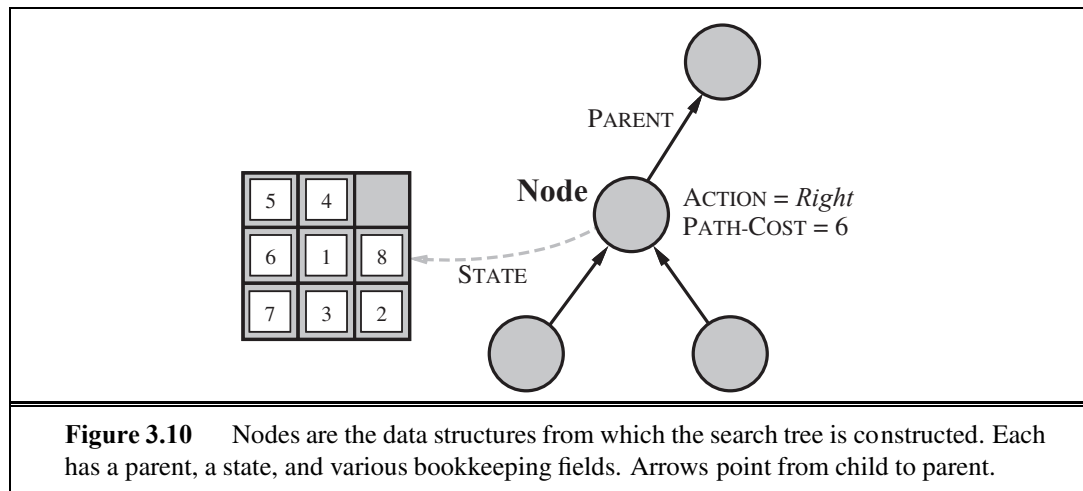 PARENT
Node
ACTION = Right
PATH-COST = 6
5 4
6 1 8
STATE
7 3 2
Figure 3.10 Nodes are the data structures from which the search tree is constructed. Each
has a parent, a state, and various bookkeeping fields. Arrows point from child to parent.